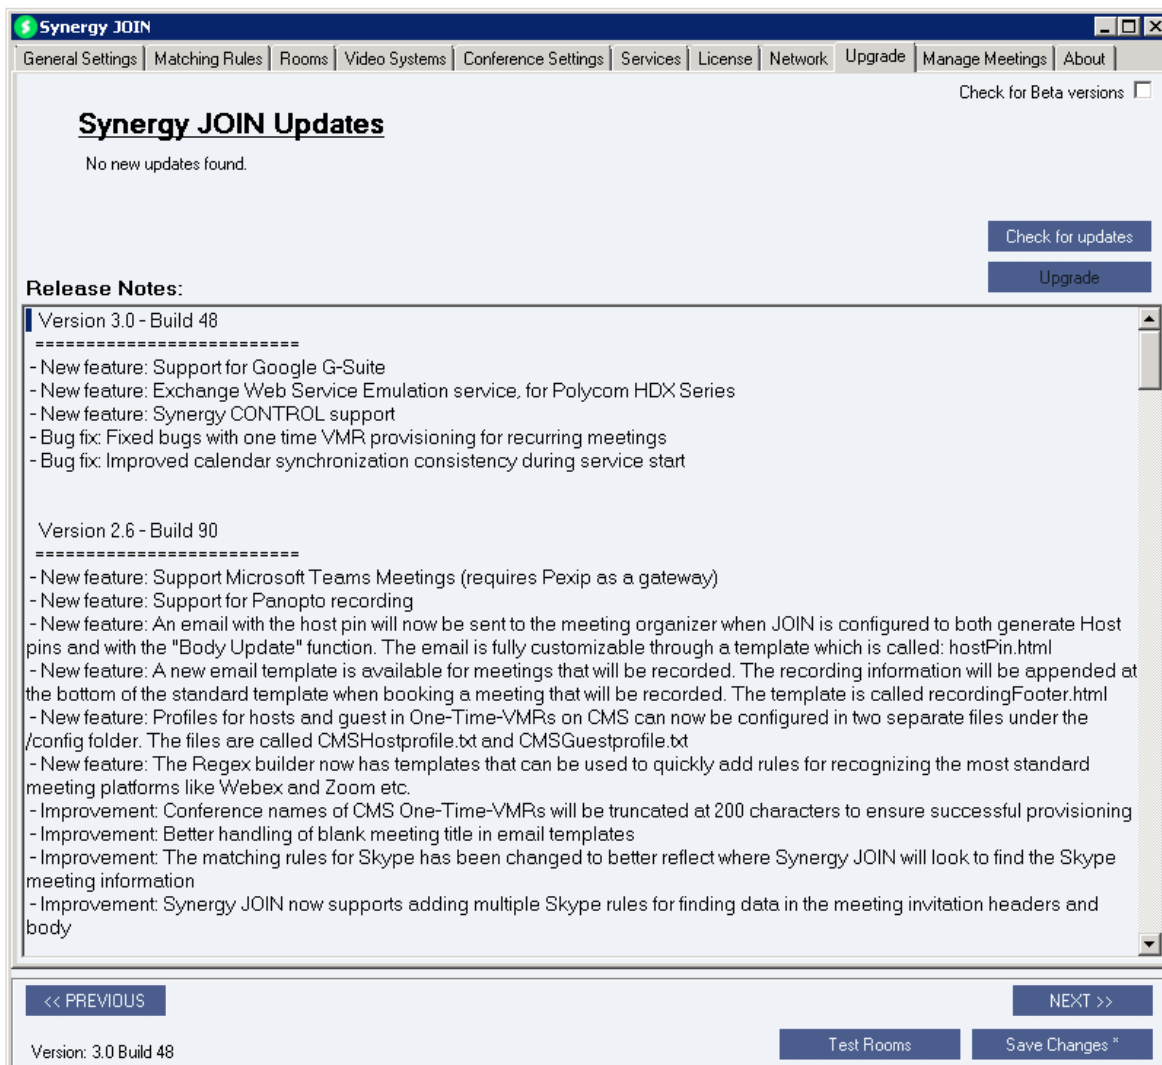 Synergy JOIN
General Settings Matching Rules Rooms Video Systems Conference Settings Services License Network Upgrade Manage Meetings About
Check for Beta versions
Synergy JOIN Updates
No new updates found.
Check for updates
Upgrade
Release Notes:
Version 3.0 - Build 48
==========================
- New feature: Support for Google G-Suite
- New feature: Exchange Web Service Emulation service, for Polycom HDX Series
- New feature: Synergy CONTROL support
- Bug fix: Fixed bugs with one time VMR provisioning for recurring meetings
- Bug fix: Improved calendar synchronization consistency during service start
Version 2.6 - Build 90
==========================
- New feature: Support Microsoft Teams Meetings (requires Pexip as a gateway)
- New feature: Support for Panopto recording
- New feature: An email with the host pin will now be sent to the meeting organizer when JOIN is configured to both generate Host
pins and with the "Body Update" function. The email is fully customizable through a template which is called: hostPin.html
- New feature: A new email template is available for meetings that will be recorded. The recording information will be appended at
the bottom of the standard template when booking a meeting that will be recorded. The template is called recordingFooter.html
- New feature: Profiles for hosts and guest in One-Time-VMRs on CMS can now be configured in two separate files under the
/config folder. The files are called CMSHostprofile.txt and CMSGuestprofile.txt
- New feature: The Regex builder now has templates that can be used to quickly add rules for recognizing the most standard
meeting platforms like Webex and Zoom etc.
- Improvement: Conference names of CMS One-Time-VMRs will be truncated at 200 characters to ensure successful provisioning
- Improvement: Better handling of blank meeting title in email templates
- Improvement: The matching rules for Skype has been changed to better reflect where Synergy JOIN will look to find the Skype
meeting information
- Improvement: Synergy JOIN now supports adding multiple Skype rules for finding data in the meeting invitation headers and
body
<< PREVIOUS
NEXT >>
Version: 3.0 Build 48
Test Rooms
Save Changes *